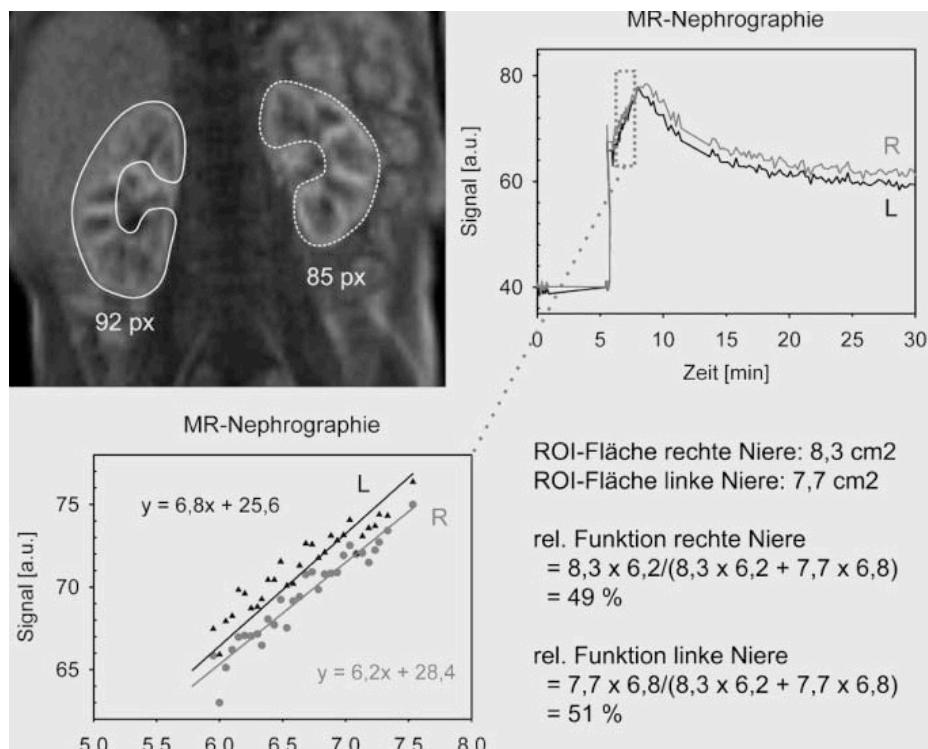 MR-Nephrographie
92 px
85 px
Signal [a.u.]
80
60
40
R
L
0
5
10
15
20
25
30
Zeit [min]
MR-Nephrographie
Signal [a.u.]
75
70
65
y = 6,8x + 25,6
L
R
y = 6,2x + 28,4
5.0
6.0
6.5
7.0
7.5
8.0
ROI-Fläche rechte Niere: 8,3 cm2
ROI-Fläche linke Niere: 7,7 cm2
rel. Funktion rechte Niere
= 8,3 x 6,2/(8,3 x 6,2 + 7,7 x 6,8)
= 49 %
rel. Funktion linke Niere
= 7,7 x 6,8/(8,3 x 6,2 + 7,7 x 6,8)
= 51 %